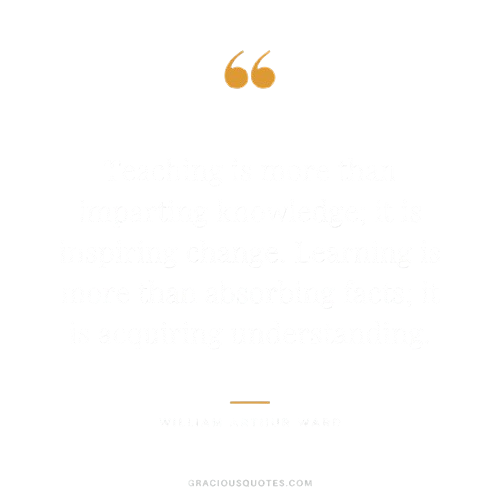 “
Teaching is more than
imparting knowledge, it is
inspiring change. Learning is
more than absorbing facts, it
is acquiring understanding.
WILLIAM ARTHUR WARD
GRACIOUSQUOTES.COM